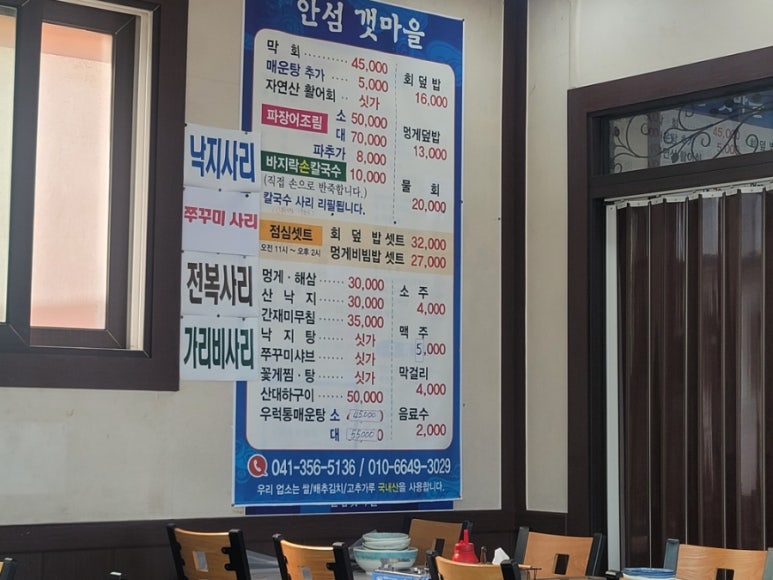 안섬 갯마을
막 회 45,000
매운탕 추가 5,000
자연산 활어회 싯가
파장어조림 소 50,000
대 70,000
파추가 8,000
바지락손칼국수 10,000
(직접 손으로 반죽합니다.)
칼국수 사리 리필됩니다.
회 덮 밥
16,000
멍게덮밥
13,000
물 회
20,000
점심셋트 회 덮 밥 셋트 32,000
오전 11시 ~ 오후 2시 멍게비빔밥 셋트 27,000
멍게 · 해삼 30,000
산 낙 지 30,000
간재미무침 35,000
낙 지 탕 싯가
쭈꾸미샤브 싯가
꽃게찜 · 탕 싯가
산대하구이 50,000
우럭통매운탕 소 45000
대 55000
소 주
4,000
맥 주
5,000
막걸리
4,000
음료수
2,000
041-356-5136 / 010-6649-3029
우리 업소는 쌀/배추김치/고추가루 국내산을 사용합니다.
낙지사리
쭈꾸미 사리
전복사리
가리비사리